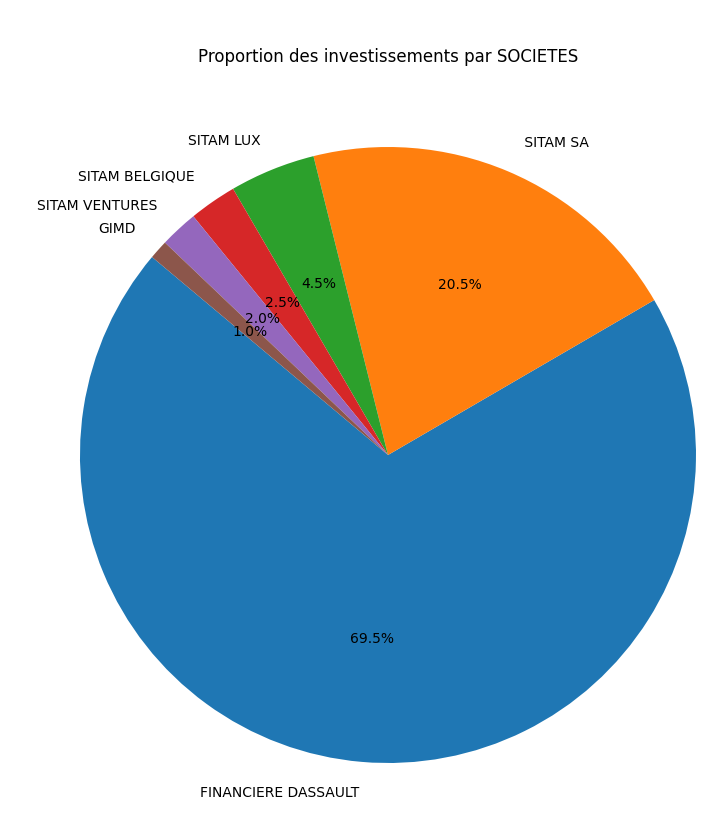 Proportion des investissements par SOCIETES
SITAM LUX
SITAM SA
SITAM BELGIQUE
SITAM VENTURES
GIMD
4.5%
20.5%
2.5%
2.0%
1.0%
69.5%
FINANCIERE DASSAULT